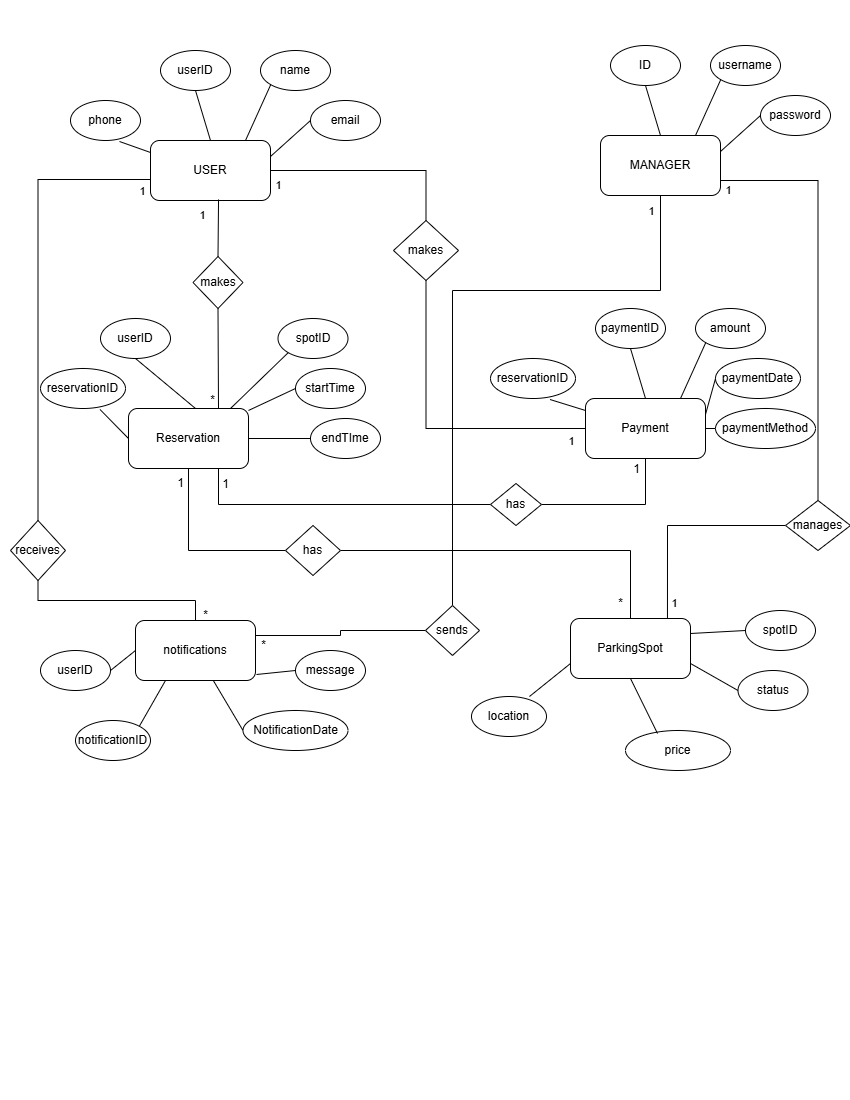 userID
name
phone
email
USER
1
1
1
makes
makes
ID
username
password
MANAGER
1
1
userID
spotID
reservationID
startTime
*
Reservation
endTIme
1
1
paymentID
amount
reservationID
paymentDate
Payment
paymentMethod
1
1
has
has
receives
manages
*
1
*
notifications
*
sends
userID
message
notificationID
NotificationDate
ParkingSpot
spotID
status
location
price